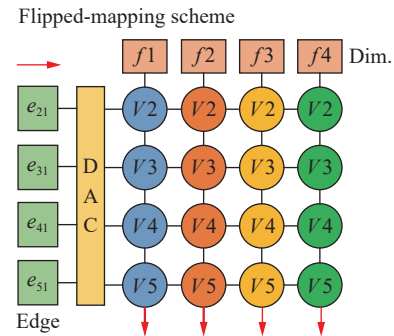 Flipped-mapping scheme
f1 f2 f3 f4 Dim.
e21 V2 V2 V2 V2
e31 D V3 V3 V3 V3
A
e41 C V4 V4 V4 V4
e51 V5 V5 V5 V5
Edge